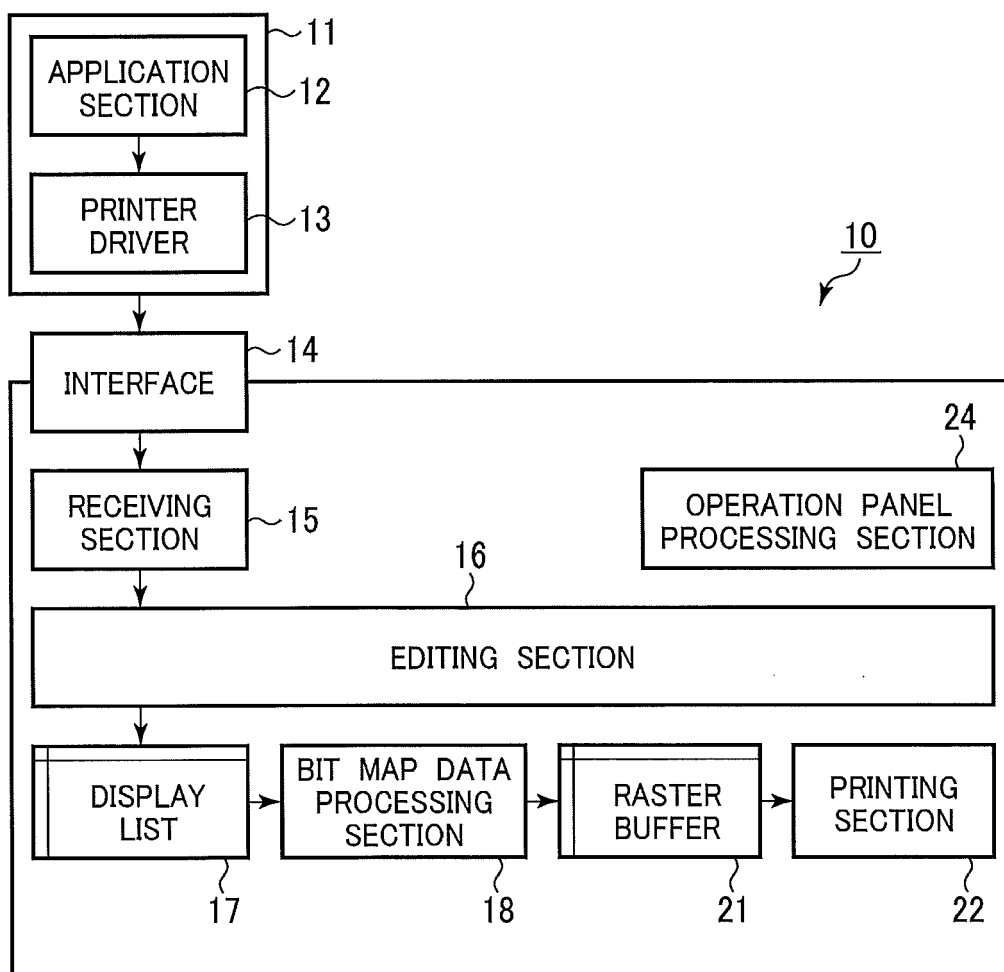 11
APPLICATION
SECTION
12
PRINTER
DRIVER
13
10
INTERFACE
14
RECEIVING
SECTION
15
24
OPERATION PANEL
PROCESSING SECTION
16
EDITING SECTION
DISPLAY
LIST
17
BIT MAP DATA
PROCESSING
SECTION
18
RASTER
BUFFER
21
PRINTING
SECTION
22